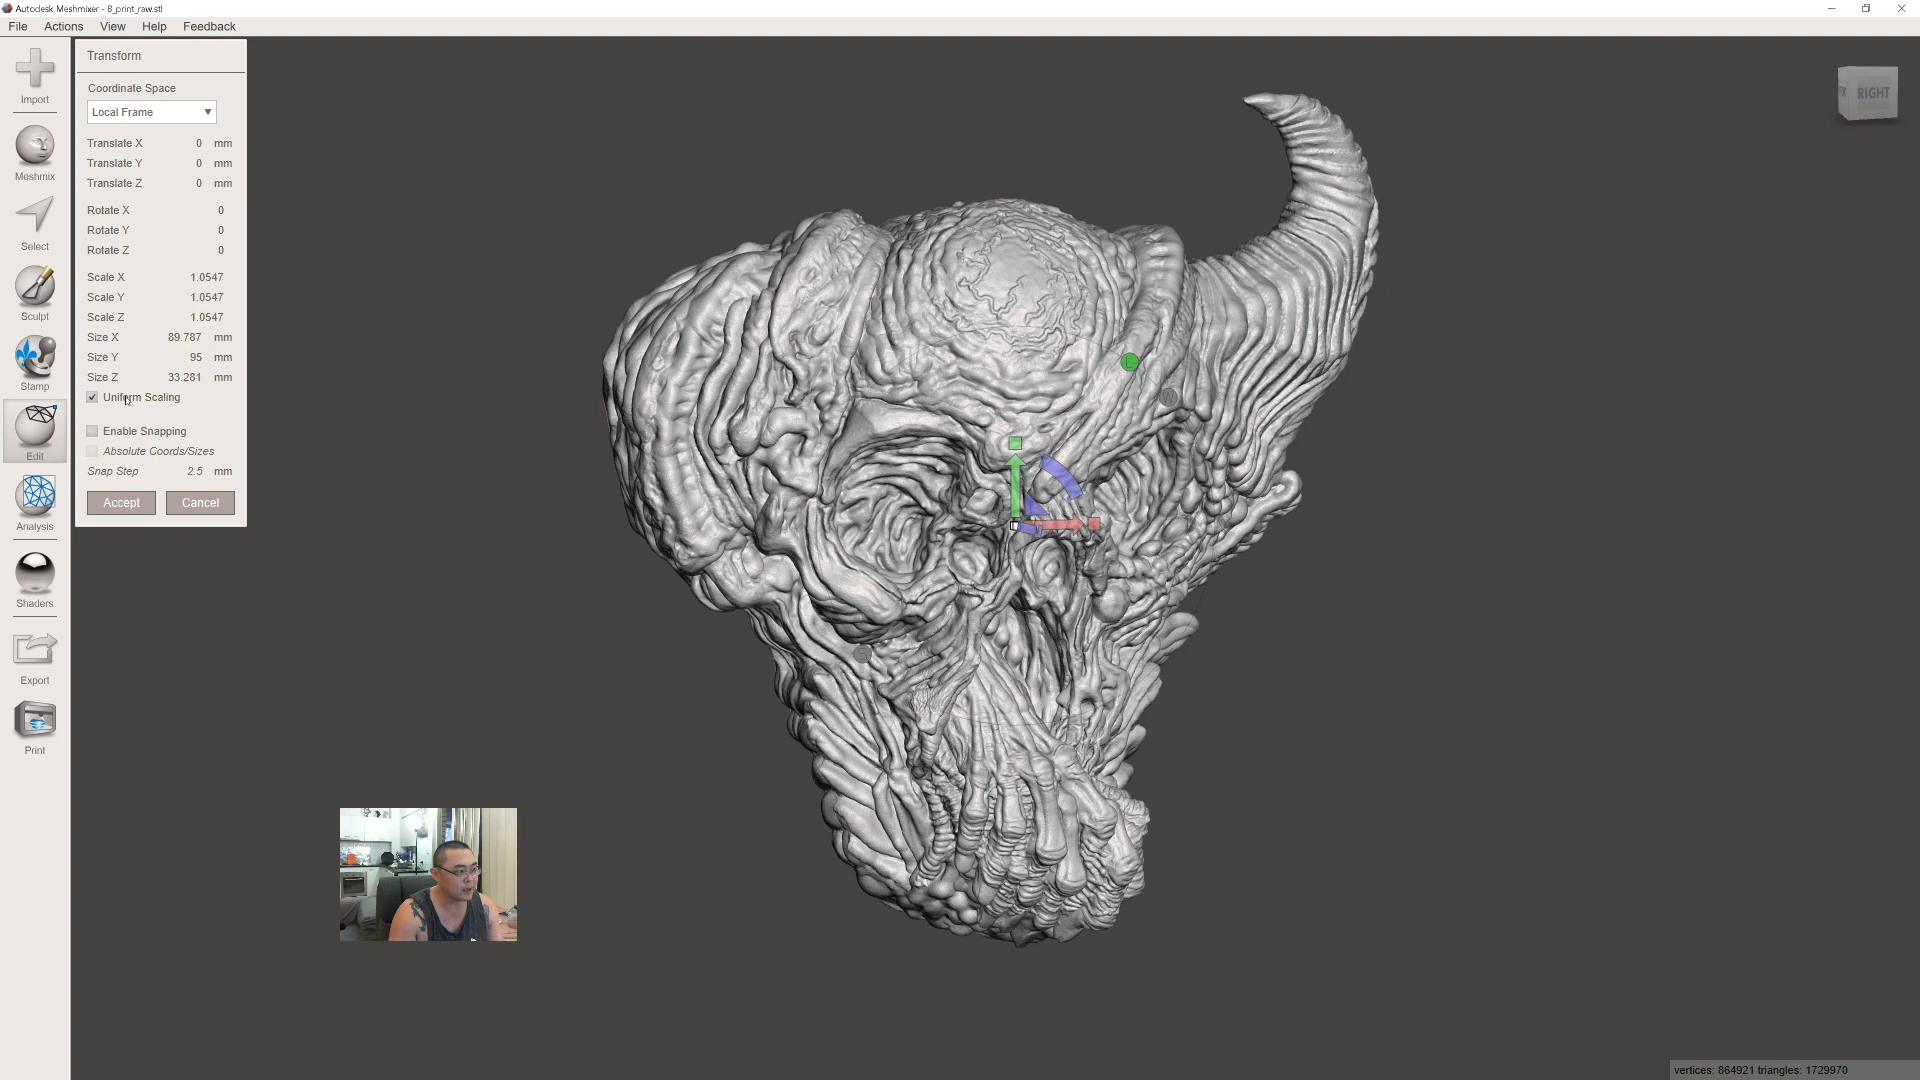 Autodesk Meshmixer - 8_print_raw.stl
File Actions View Help Feedback
Import
Meshmix
Select
Sculpt
Stamp
Edit
Analysis
Shaders
Export
Print
Transform
Coordinate Space
Local Frame
Translate X 0 mm
Translate Y 0 mm
Translate Z 0 mm
Rotate X 0
Rotate Y 0
Rotate Z 0
Scale X 1.0547
Scale Y 1.0547
Scale Z 1.0547
Size X 89.787 mm
Size Y 95 mm
Size Z 33.281 mm
Uniform Scaling
Enable Snapping
Absolute Coords/Sizes
Snap Step 2.5 mm
Accept Cancel
RIGHT
L
W
S
vertices: 864921 triangles: 1729970